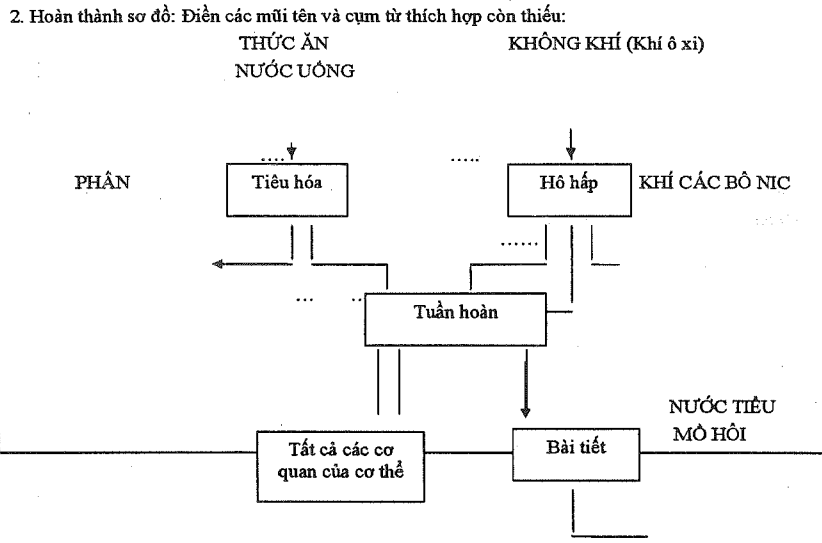 2. Hoàn thành sơ đồ: Điền các mũi tên và cụm từ thích hợp còn thiếu:
THỨC ĂN
NƯỚC UỐNG
KHÔNG KHÍ (Khí ô xi)
.....
.....
PHÂN
Tiêu hóa
Hô hấp
KHÍ CÁC BÔ NIC
......
...
..
Tuần hoàn
NƯỚC TIỂU
MỒ HÔI
Tất cả các cơ
quan của cơ thể
Bài tiết